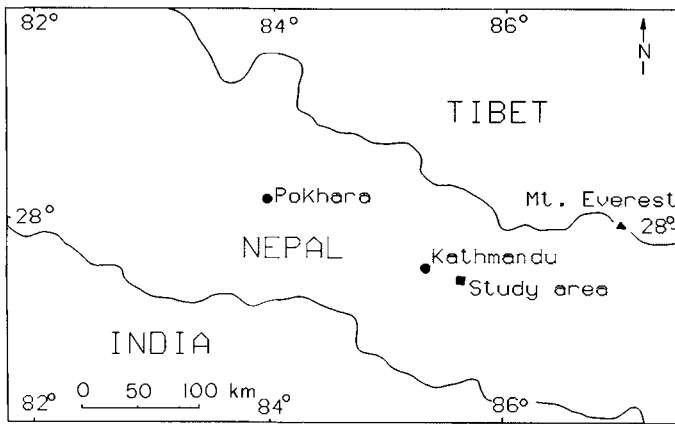 82° 84° 86°
N
TIBET
Pokhara
Mt. Everest
28° 28°
NEPAL
Kathmandu
Study area
INDIA
0 50 100 km
82° 84° 86°